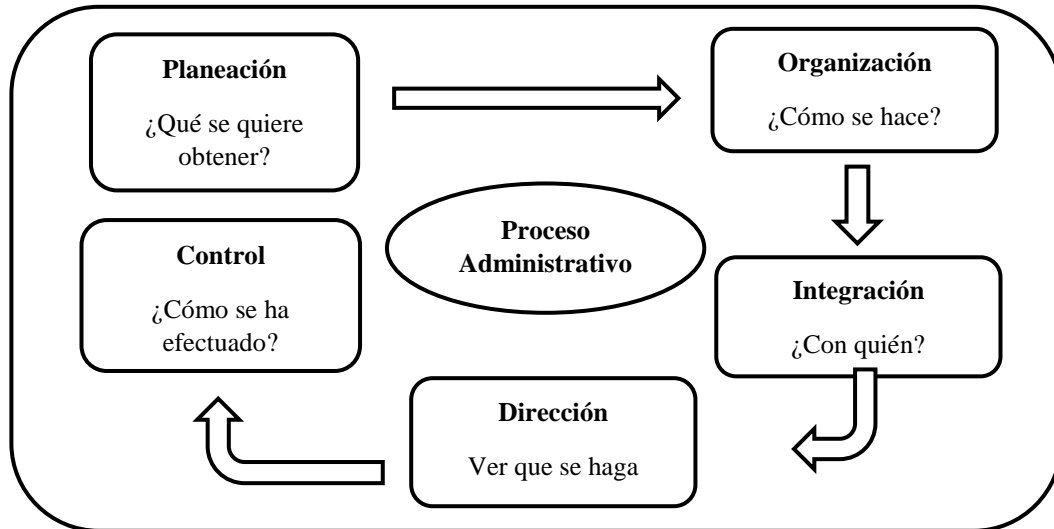 Planeación
¿Qué se quiere
obtener?
Organización
¿Cómo se hace?
Proceso
Administrativo
Control
¿Cómo se ha
efectuado?
Integración
¿Con quién?
Dirección
Ver que se haga